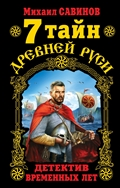 Михаил САВИНОВ
7 ТАЙН
ДРЕВНЕЙ РУСИ
ДЕТЕКТИВ
ВРЕМЕННЫХ ЛЕТ